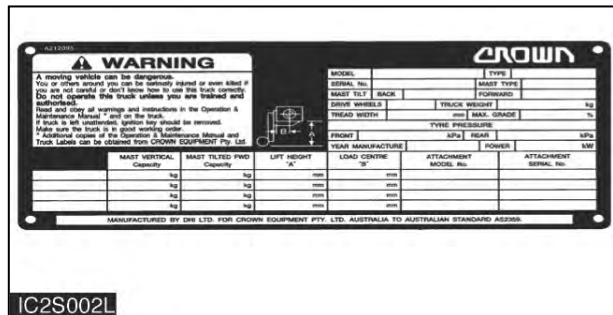 A212095
CROWN
WARNING
A moving vehicle can be dangerous.
You or others around you can be seriously injured or even killed if
you are not careful or don't know how to use this truck correctly.
Do not operate this truck unless you are trained and
authorised.
Read and obey all warnings and instructions in the Operation &
Maintenance Manual * and on the truck.
If truck is left unattended, ignition key should be removed.
Make sure the truck is in good working order.
* Additional copies of the Operation & Maintenance Manual and
Truck Labels can be obtained from CROWN EQUIPMENT Pty. Ltd.
B
A
MODEL TYPE
SERIAL No. MAST TYPE
MAST TILT BACK FORWARD
DRIVE WHEELS TRUCK WEIGHT kg
TREAD WIDTH mm MAX. GRADE %
TYRE PRESSURE
FRONT kPa REAR kPa
YEAR MANUFACTURE POWER kW
MAST VERTICAL Capacity MAST TILTED FWD Capacity LIFT HEIGHT "A" LOAD CENTRE "B" ATTACHMENT MODEL No. ATTACHMENT SERIAL No.
kg kg mm mm
kg kg mm mm
kg kg mm mm
kg kg mm mm
MANUFACTURED BY DHI LTD. FOR CROWN EQUIPMENT PTY. LTD. AUSTRALIA TO AUSTRALIAN STANDARD AS2359.
IC2S002L